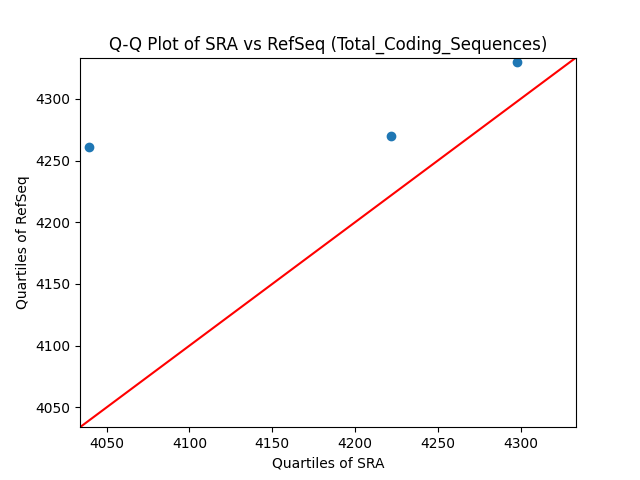 Q-Q Plot of SRA vs RefSeq (Total_Coding_Sequences)
4300
4250
4200
4150
4100
4050
Quartiles of RefSeq
4050 4100 4150 4200 4250 4300
Quartiles of SRA